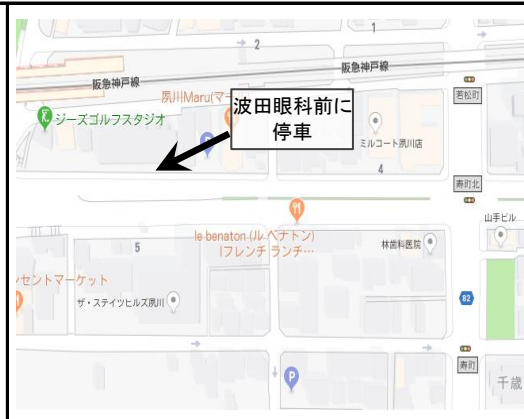 1
2
阪急神戸線
阪急神戸線
夙川Maru(マー
若松町
ジーズゴルフスタジオ
波田眼科前に
停車
P
ミルコート夙川店
4
寿町北
山手ビル
le benaton (ル ベナトン)
|フレンチ ランチ…
林歯科医院
5
ンセントマーケット
ザ・ステイツヒルズ夙川
82
寿町
P
千歳